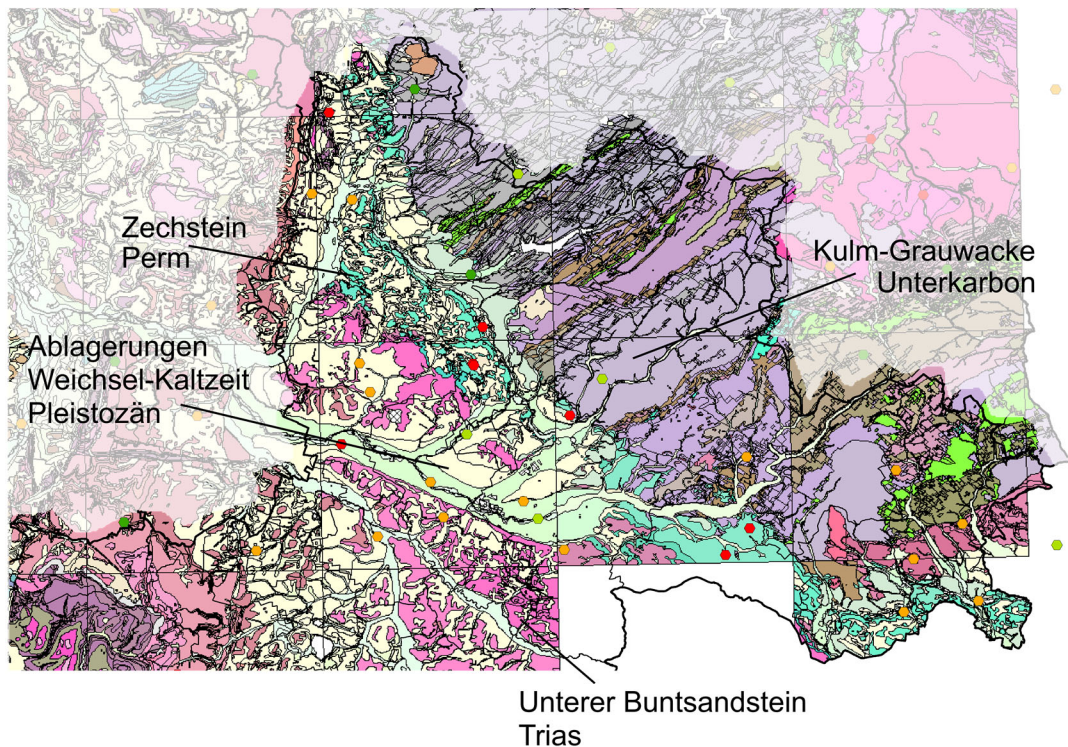 Zechstein
Perm
Kulm-Grauwacke
Unterkarbon
Ablagerungen
Weichsel-Kaltzeit
Pleistozän
Unterer Buntsandstein
Trias